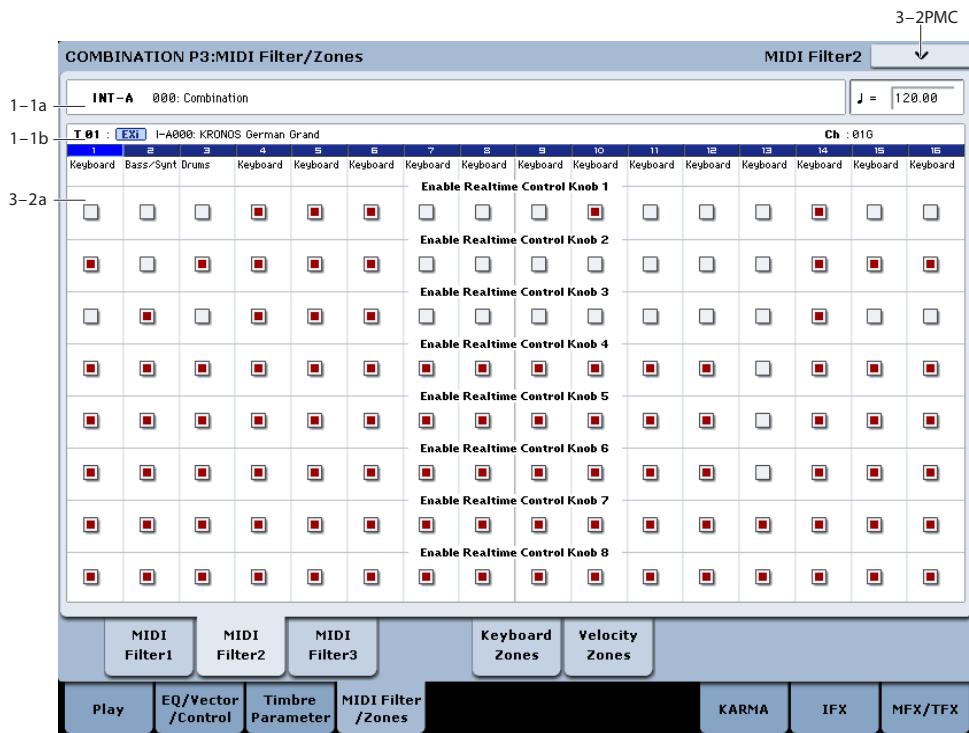 3–2PMC
COMBINATION P3:MIDI Filter/Zones MIDI Filter2
1–1a INT–A 000: Combination ♩ = 120.00
1–1b T 01 : EXi I–A000: KRONOS German Grand Ch : 01G
1 2 3 4 5 6 7 8 9 10 11 12 13 14 15 16
Keyboard Bass/Synt Drums Keyboard Keyboard Keyboard Keyboard Keyboard Keyboard Keyboard Keyboard Keyboard Keyboard Keyboard Keyboard Keyboard
Enable Realtime Control Knob 1
3–2a
Enable Realtime Control Knob 2
Enable Realtime Control Knob 3
Enable Realtime Control Knob 4
Enable Realtime Control Knob 5
Enable Realtime Control Knob 6
Enable Realtime Control Knob 7
Enable Realtime Control Knob 8
MIDI Filter1 MIDI Filter2 MIDI Filter3 Keyboard Zones Velocity Zones
Play EQ/Vector /Control Timbre Parameter MIDI Filter /Zones KARMA IFX MFX/TFX